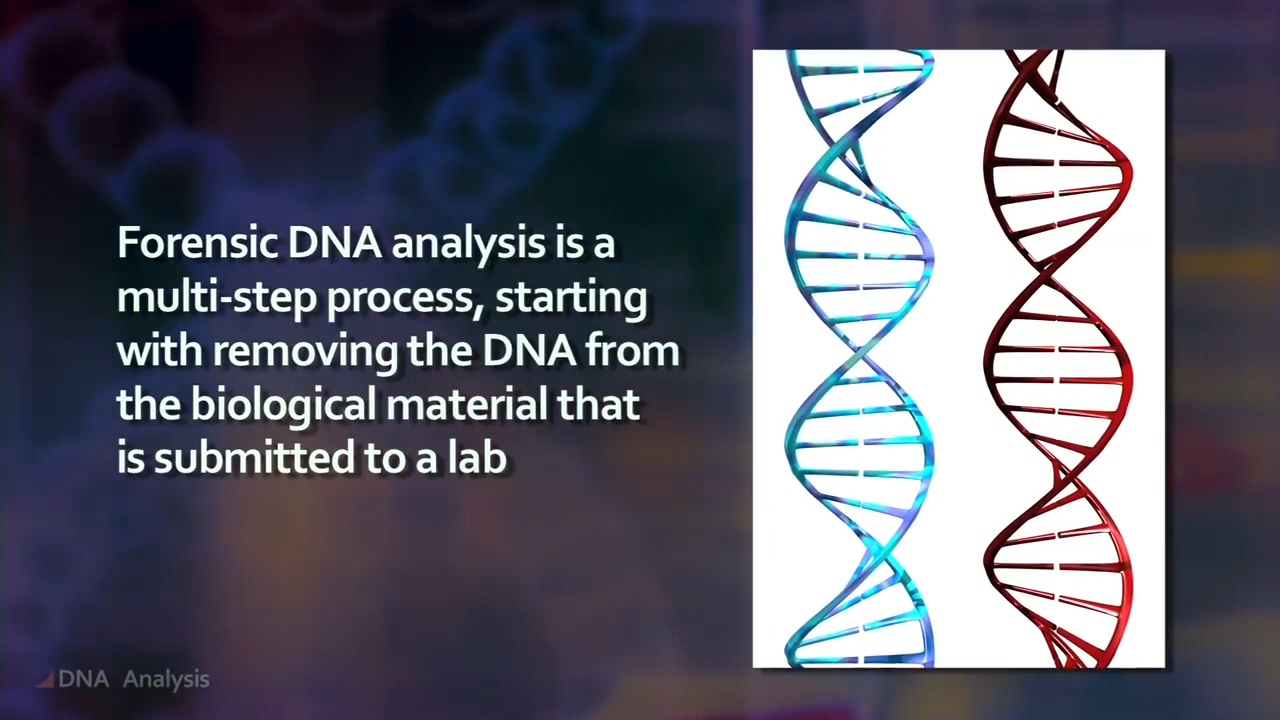 Forensic DNA analysis is a
multi-step process, starting
with removing the DNA from
the biological material that
is submitted to a lab
DNA Analysis